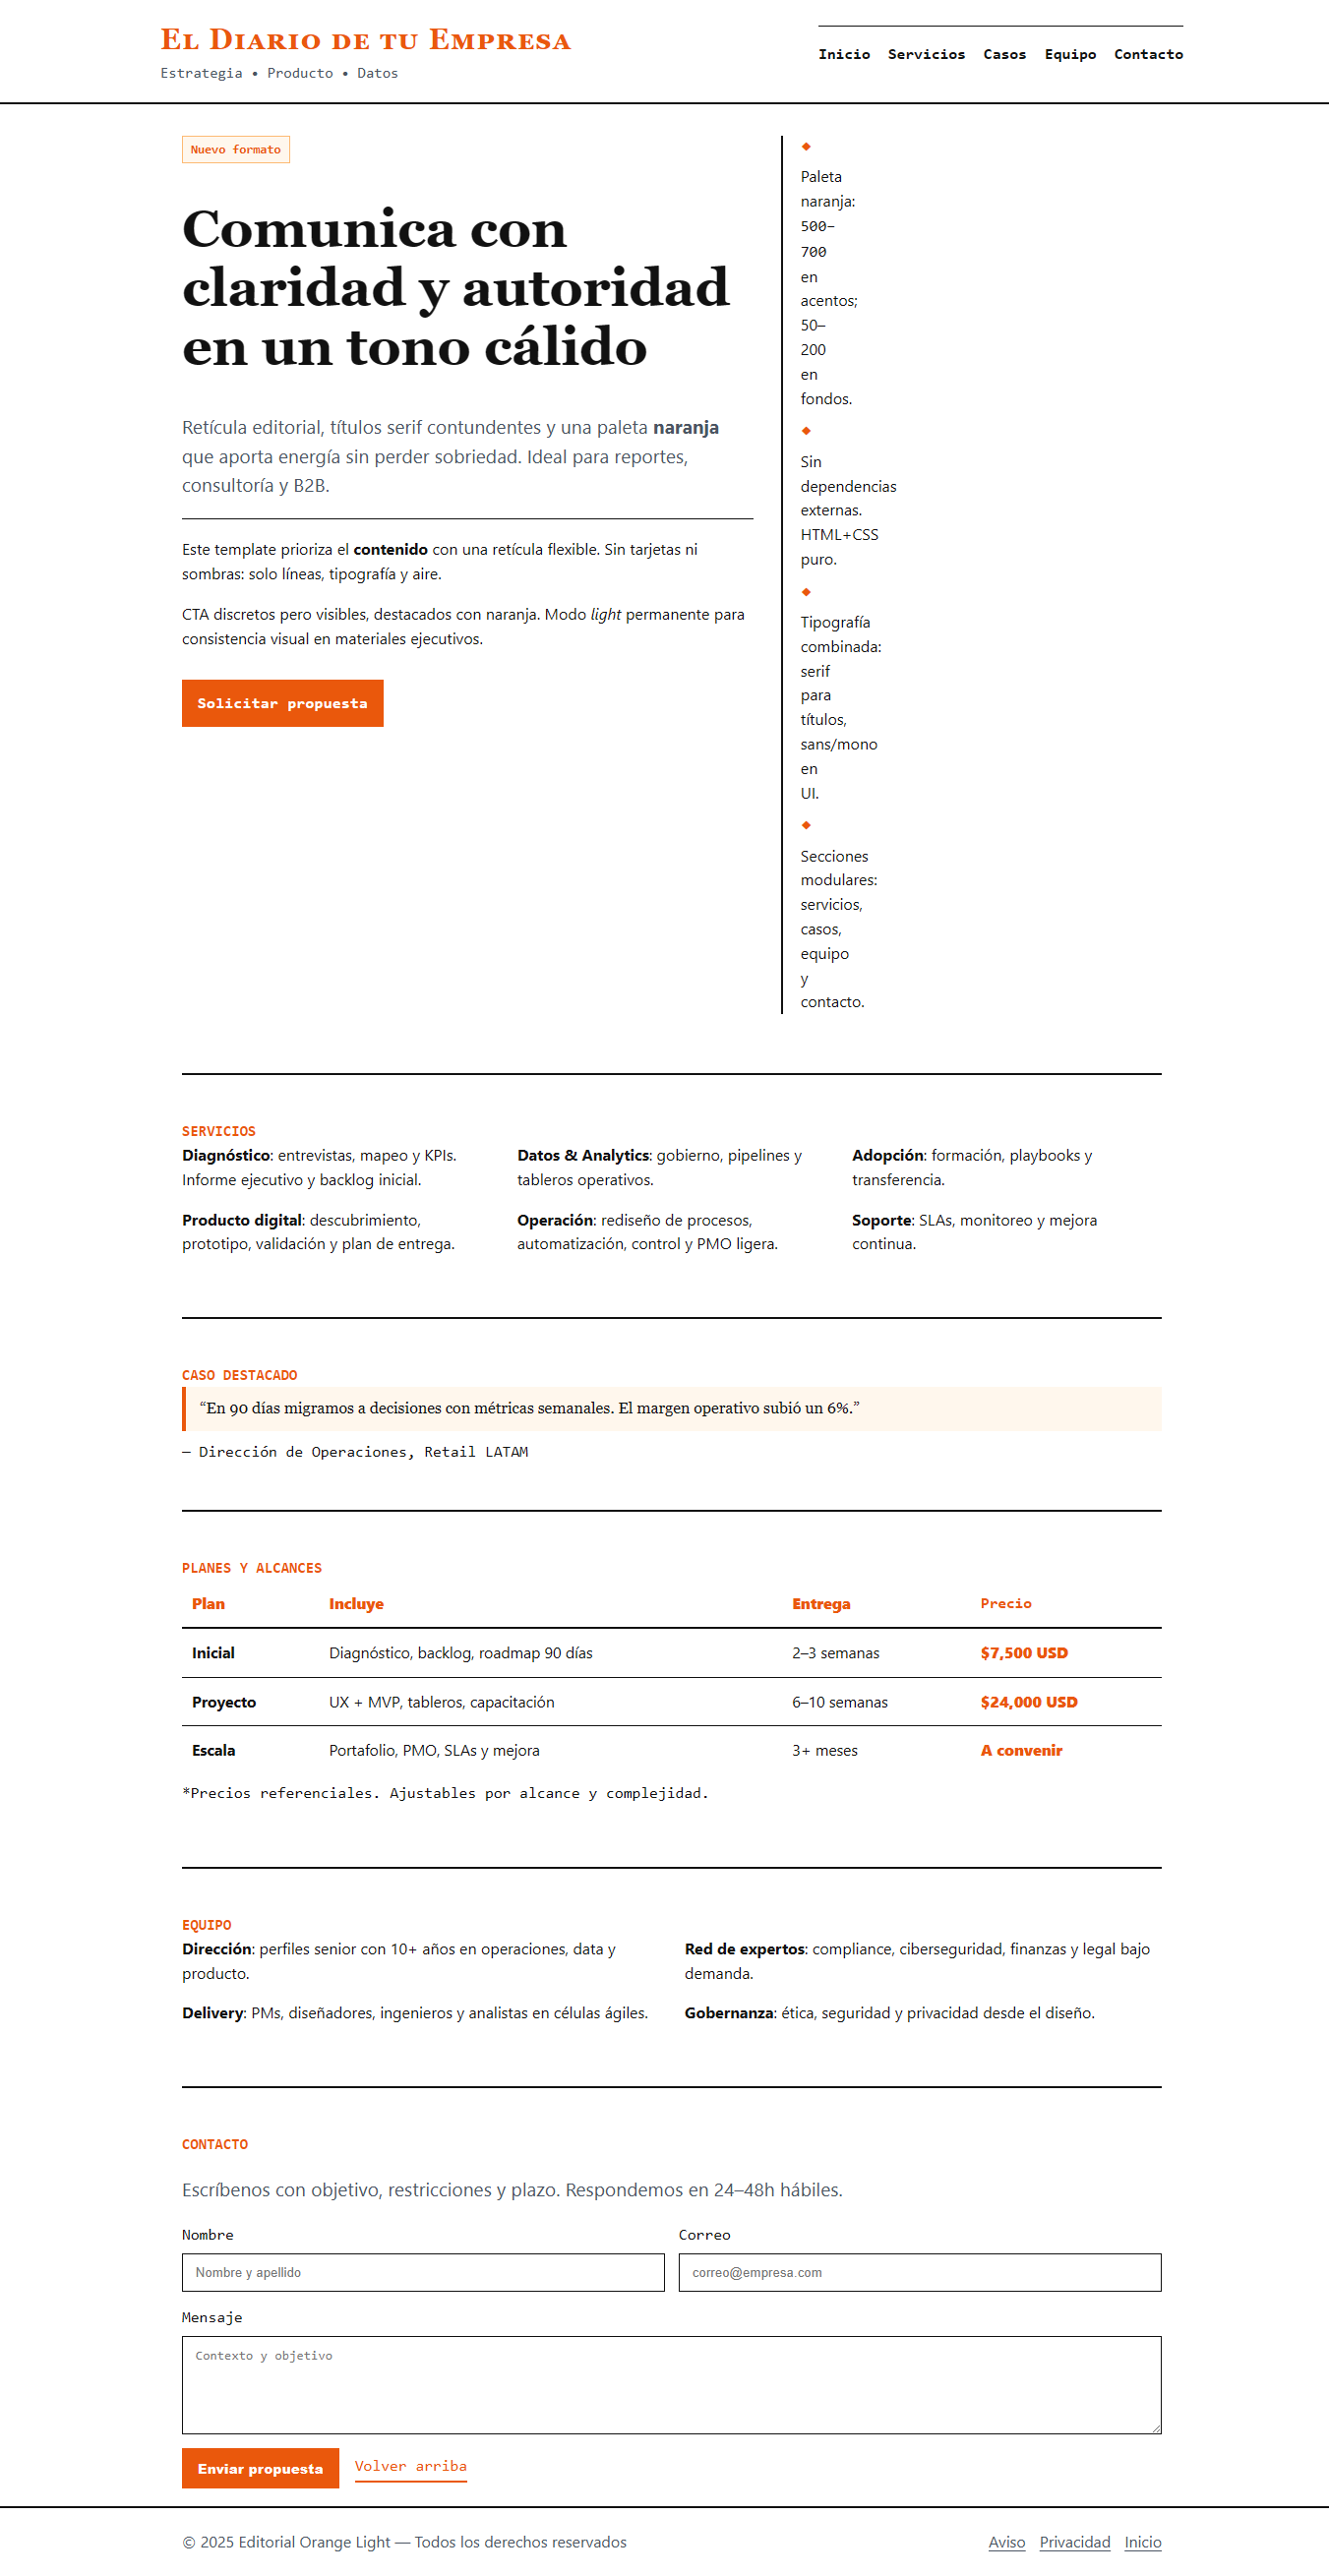 El Diario de tu Empresa
Estrategia • Producto • Datos
Inicio Servicios Casos Equipo Contacto
Nuevo formato
Comunica con
claridad y autoridad
en un tono cálido
Retícula editorial, títulos serif contundentes y una paleta naranja
que aporta energía sin perder sobriedad. Ideal para reportes,
consultoría y B2B.
Este template prioriza el contenido con una retícula flexible. Sin tarjetas ni
sombras: solo líneas, tipografía y aire.
CTA discretos pero visibles, destacados con naranja. Modo light permanente para
consistencia visual en materiales ejecutivos.
Solicitar propuesta
◆
Paleta
naranja:
500–
700
en
acentos;
50–
200
en
fondos.
◆
Sin
dependencias
externas.
HTML+CSS
puro.
◆
Tipografía
combinada:
serif
para
títulos,
sans/mono
en
UI.
◆
Secciones
modulares:
servicios,
casos,
equipo
y
contacto.
SERVICIOS
Diagnóstico: entrevistas, mapeo y KPIs.
Informe ejecutivo y backlog inicial.
Producto digital: descubrimiento,
prototipo, validación y plan de entrega.
Datos & Analytics: gobierno, pipelines y
tableros operativos.
Operación: rediseño de procesos,
automatización, control y PMO ligera.
Adopción: formación, playbooks y
transferencia.
Soporte: SLAs, monitoreo y mejora
continua.
CASO DESTACADO
“En 90 días migramos a decisiones con métricas semanales. El margen operativo subió un 6%.”
— Dirección de Operaciones, Retail LATAM
PLANES Y ALCANCES
Plan Incluye Entrega Precio
Inicial Diagnóstico, backlog, roadmap 90 días 2–3 semanas $7,500 USD
Proyecto UX + MVP, tableros, capacitación 6–10 semanas $24,000 USD
Escala Portafolio, PMO, SLAs y mejora 3+ meses A convenir
*Precios referenciales. Ajustables por alcance y complejidad.
EQUIPO
Dirección: perfiles senior con 10+ años en operaciones, data y
producto.
Delivery: PMs, diseñadores, ingenieros y analistas en células ágiles.
Red de expertos: compliance, ciberseguridad, finanzas y legal bajo
demanda.
Gobernanza: ética, seguridad y privacidad desde el diseño.
CONTACTO
Escríbenos con objetivo, restricciones y plazo. Respondemos en 24–48h hábiles.
Nombre
Nombre y apellido
Correo
correo@empresa.com
Mensaje
Contexto y objetivo
Enviar propuesta Volver arriba
© 2025 Editorial Orange Light — Todos los derechos reservados
Aviso Privacidad Inicio